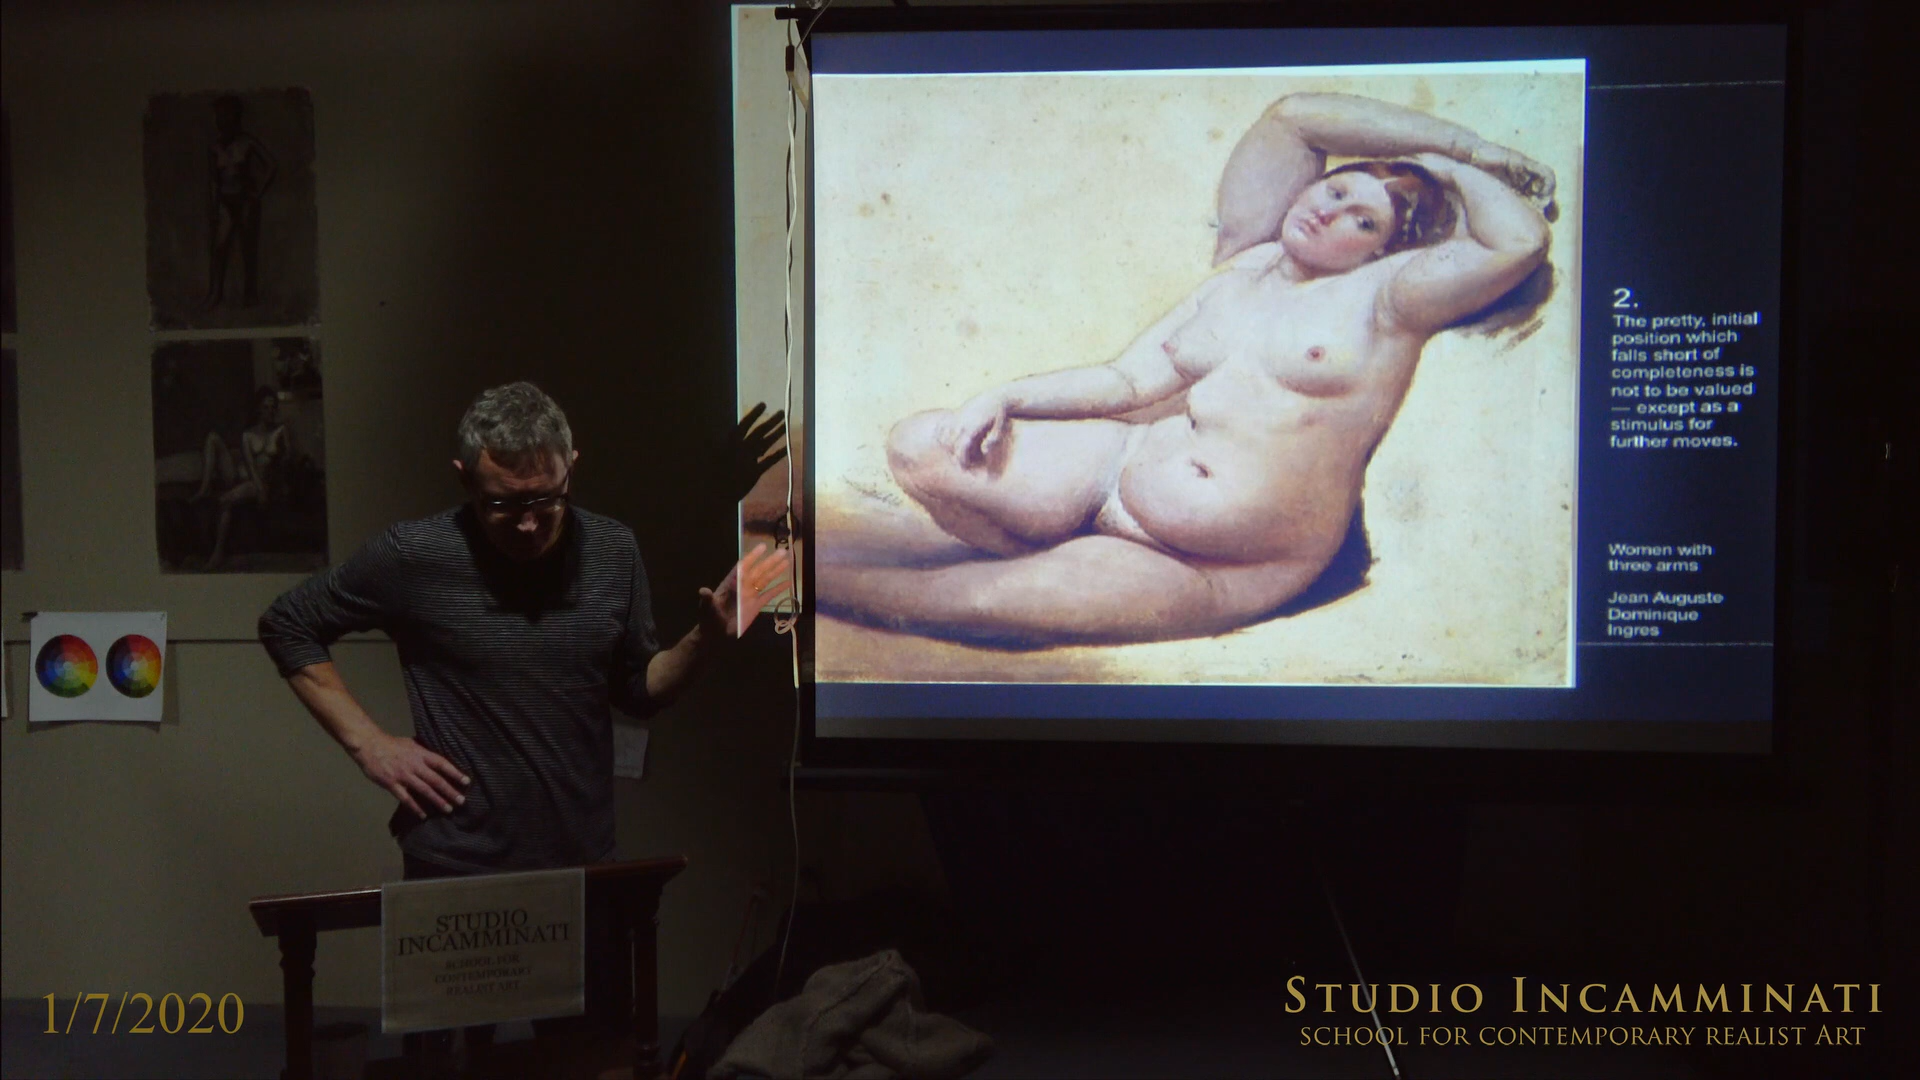 2.
The pretty, initial
position which
falls short of
completeness is
not to be valued
— except as a
stimulus for
further moves.
Women with
three arms
Jean Auguste
Dominique
Ingres
STUDIO
INCAMMINATI
SCHOOL FOR
CONTEMPORARY
REALIST ART
1/7/2020
STUDIO INCAMMINATI
SCHOOL FOR CONTEMPORARY REALIST ART